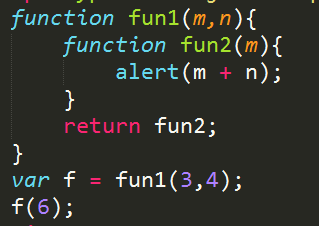 function fun1(m,n){
    function fun2(m){
        alert(m + n);
    }
    return fun2;
}
var f = fun1(3,4);
f(6);